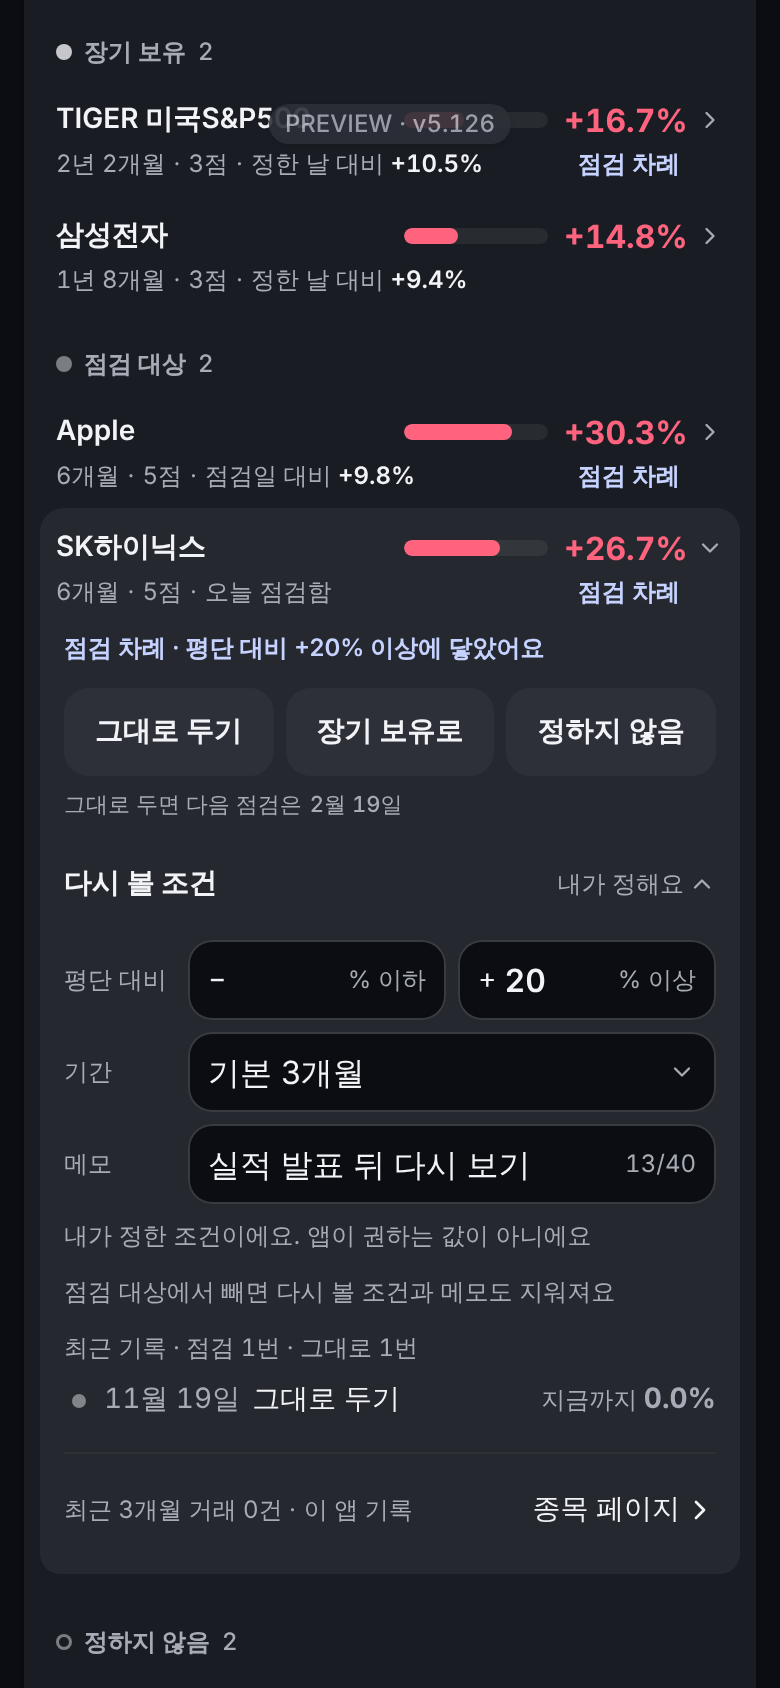 장기 보유 2
TIGER 미국S&P500
PREVIEW · v5.126
+16.7%
2년 2개월 · 3점 · 정한 날 대비 +10.5%
점검 차례
삼성전자
+14.8%
1년 8개월 · 3점 · 정한 날 대비 +9.4%
점검 대상 2
Apple
+30.3%
6개월 · 5점 · 점검일 대비 +9.8%
점검 차례
SK하이닉스
+26.7%
6개월 · 5점 · 오늘 점검함
점검 차례
점검 차례 · 평단 대비 +20% 이상에 닿았어요
그대로 두기 장기 보유로 정하지 않음
그대로 두면 다음 점검은 2월 19일
다시 볼 조건 내가 정해요
평단 대비 – % 이하 + 20 % 이상
기간 기본 3개월
메모 실적 발표 뒤 다시 보기 13/40
내가 정한 조건이에요. 앱이 권하는 값이 아니에요
점검 대상에서 빼면 다시 볼 조건과 메모도 지워져요
최근 기록 · 점검 1번 · 그대로 1번
11월 19일 그대로 두기 지금까지 0.0%
최근 3개월 거래 0건 · 이 앱 기록 종목 페이지
정하지 않음 2